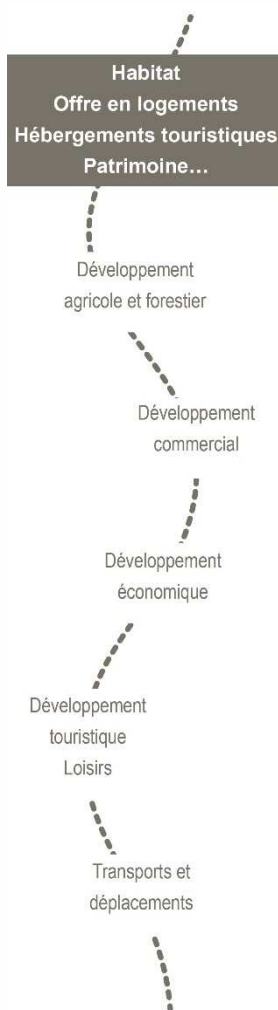 Habitat
Offre en logements
Hébergements touristiques
Patrimoine…
Développement
agricole et forestier
Développement
commercial
Développement
économique
Développement
touristique
Loisirs
Transports et
déplacements